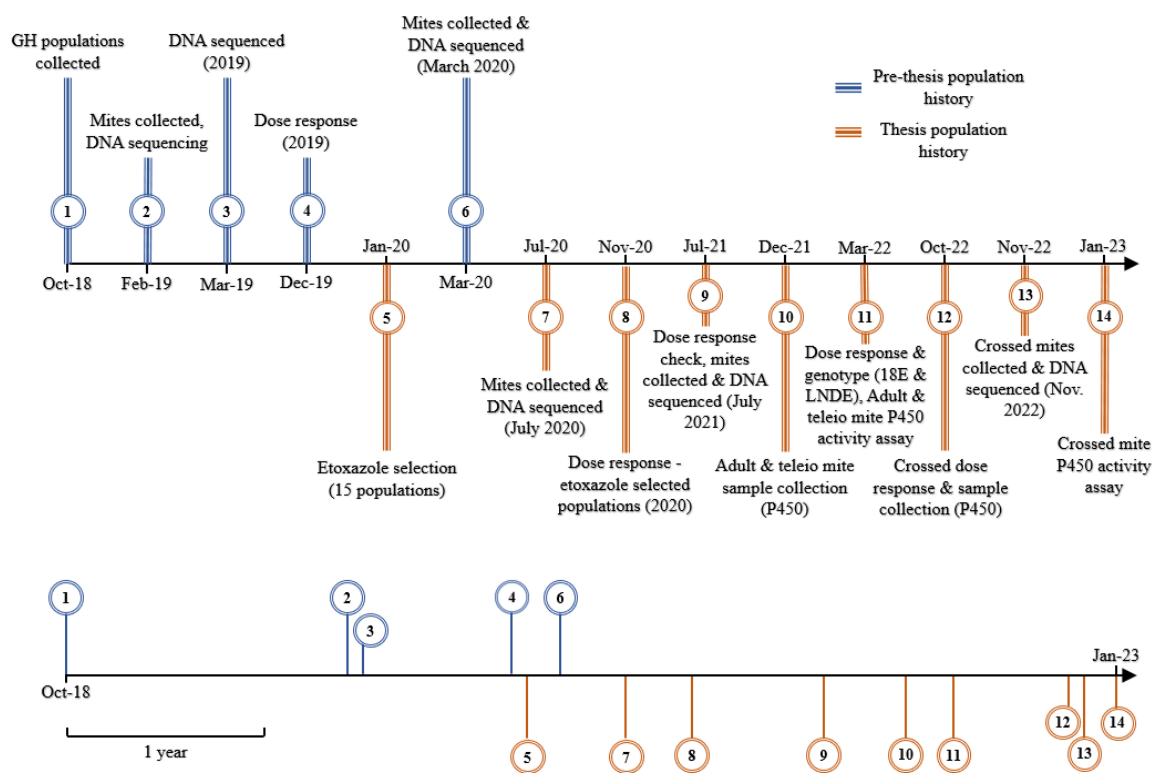 GH populations
collected
DNA sequenced
(2019)
Mites collected &
DNA sequenced
(March 2020)
Pre-thesis population
history
Thesis population
history
Mites collected,
DNA sequencing
Dose response
(2019)
1
2
3
4
6
Jan-20
Jul-20
Nov-20
Jul-21
Dec-21
Mar-22
Oct-22
Nov-22
Jan-23
Oct-18
Feb-19
Mar-19
Dec-19
Mar-20
5
7
8
9
10
11
12
13
14
Etoxazole selection
(15 populations)
Mites collected &
DNA sequenced
(July 2020)
Dose response -
etoxazole selected
populations (2020)
Dose response
check, mites
collected & DNA
sequenced (July
2021)
Adult & teleio mite
sample collection
(P450)
Dose response &
genotype (18E &
LNDE), Adult &
teleio mite P450
activity assay
Crossed dose
response & sample
collection (P450)
Crossed mites
collected & DNA
sequenced (Nov.
2022)
Crossed mite
P450 activity
assay
1
2
3
4
6
Oct-18
Jan-23
1 year
5
7
8
9
10
11
12
13
14